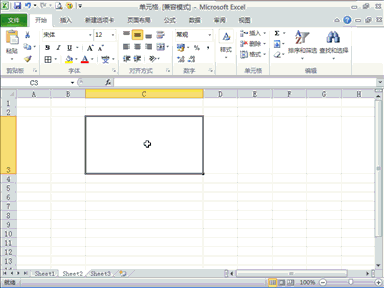 单元格 [兼容模式] - Microsoft Excel
文件 开始 插入 新建选项卡 页面布局 公式 数据 审阅 视图
粘贴 宋体 12 常规 样式 插入 删除 格式 排序和筛选 查找和选择
剪贴板 字体 对齐方式 数字 单元格 编辑
C3 fx
A B C D E F G H
1
2
3
4
5
6
7
8
9
10
11
12
13
Sheet1 Sheet2 Sheet3
就绪 100%